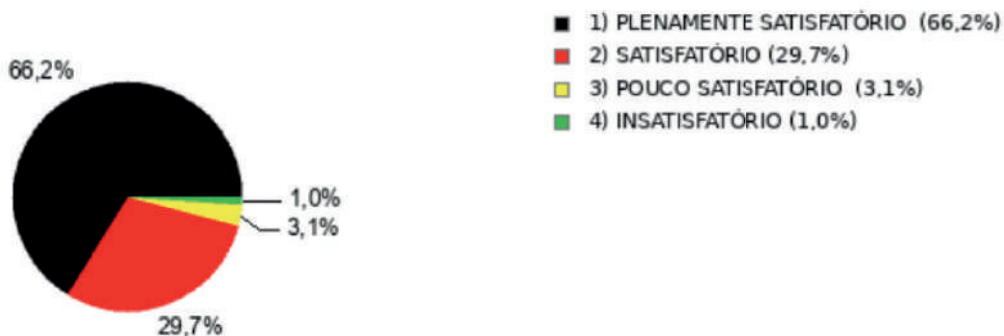 1) PLENAMENTE SATISFATÓRIO (66,2%)
2) SATISFATÓRIO (29,7%)
3) POUCO SATISFATÓRIO (3,1%)
4) INSATISFATÓRIO (1,0%)
66,2%
1,0%
3,1%
29,7%